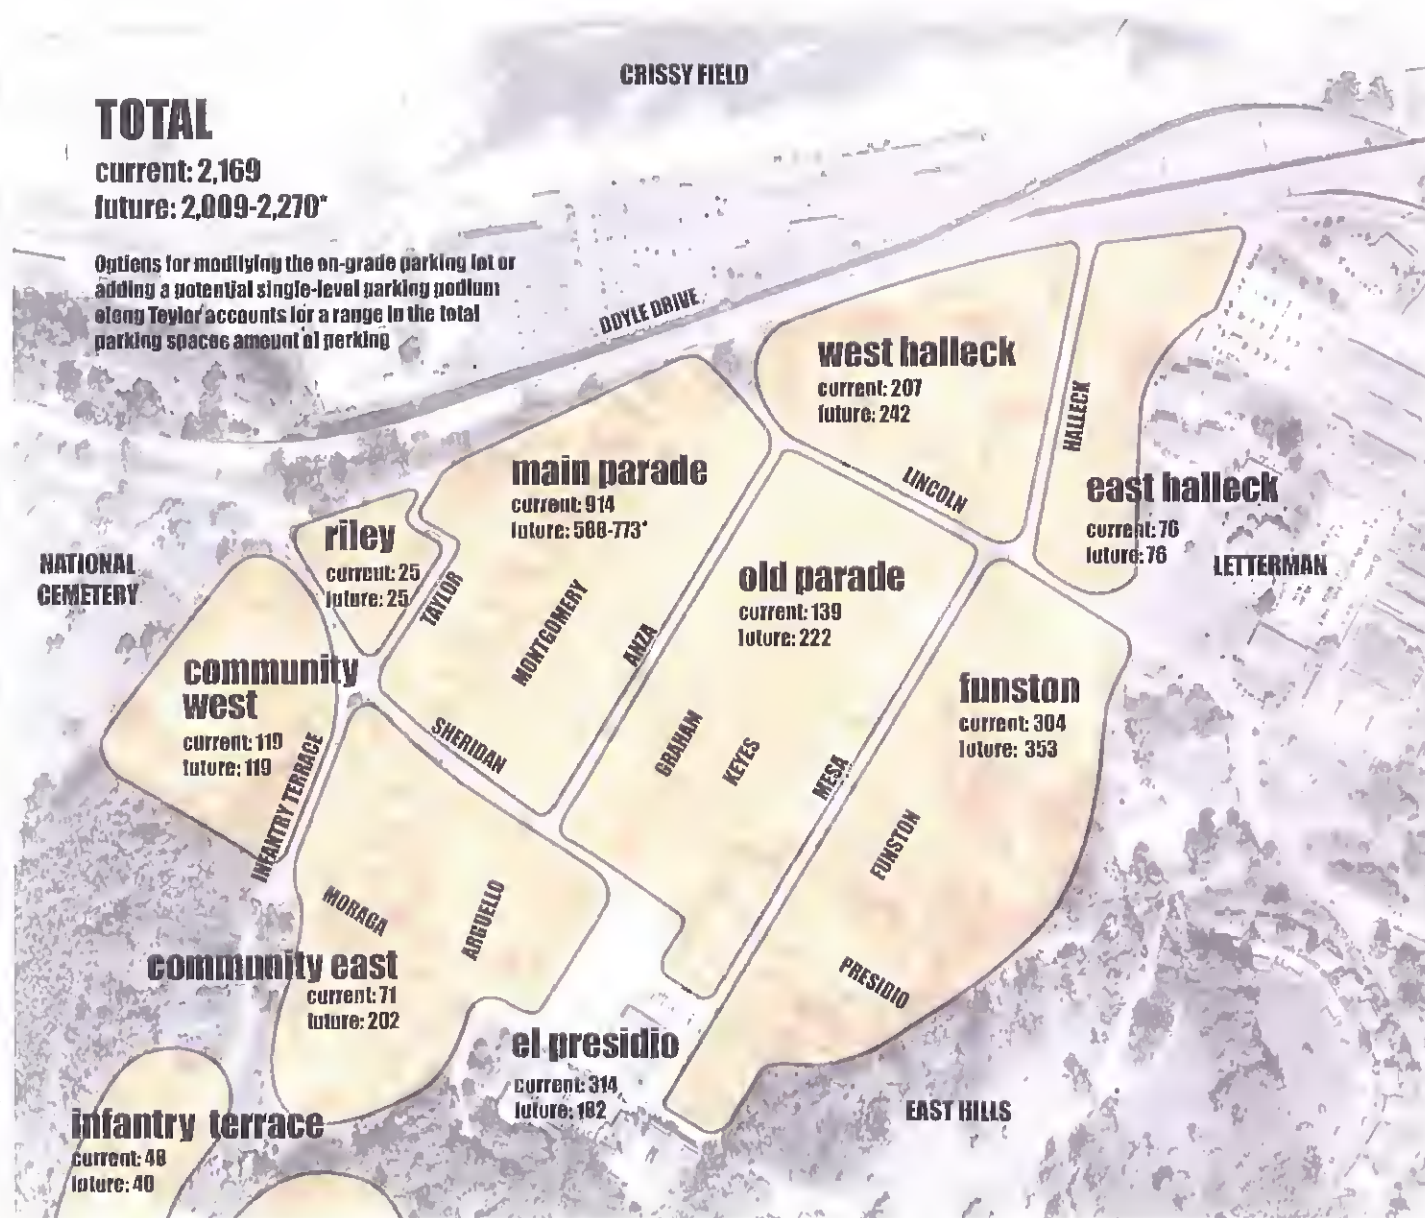 CRISSY FIELD
TOTAL
current: 2,169
future: 2,009-2,270*
Options for modifying the on-grade parking lot or
adding a potential single-level parking podium
along Taylor accounts for a range in the total
parking spaces amount of parking
DOYLE DRIVE
west halleck
current: 207
future: 242
HALLECK
LINCOLN
east halleck
current: 76
future: 76
LETTERMAN
main parade
current: 914
future: 588-773*
riley
current: 25
future: 25
TAYLOR
NATIONAL
CEMETERY
MONTGOMERY
ANZA
old parade
current: 139
future: 222
community
west
current: 119
future: 119
INFANTRY TERRACE
SHERIDAN
GRAHAM
KEYES
MESA
funston
current: 304
future: 353
FUNSTON
PRESIDIO
MORAGA
ARGUELLO
community east
current: 71
future: 202
el presidio
current: 314
future: 182
EAST HILLS
infantry terrace
current: 48
future: 40